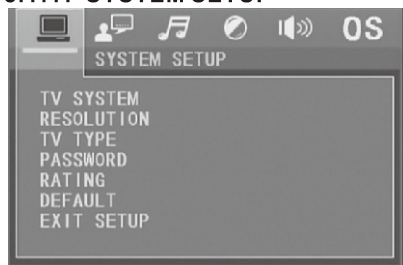 OS
SYSTEM SETUP
TV SYSTEM
RESOLUTION
TV TYPE
PASSWORD
RATING
DEFAULT
EXIT SETUP